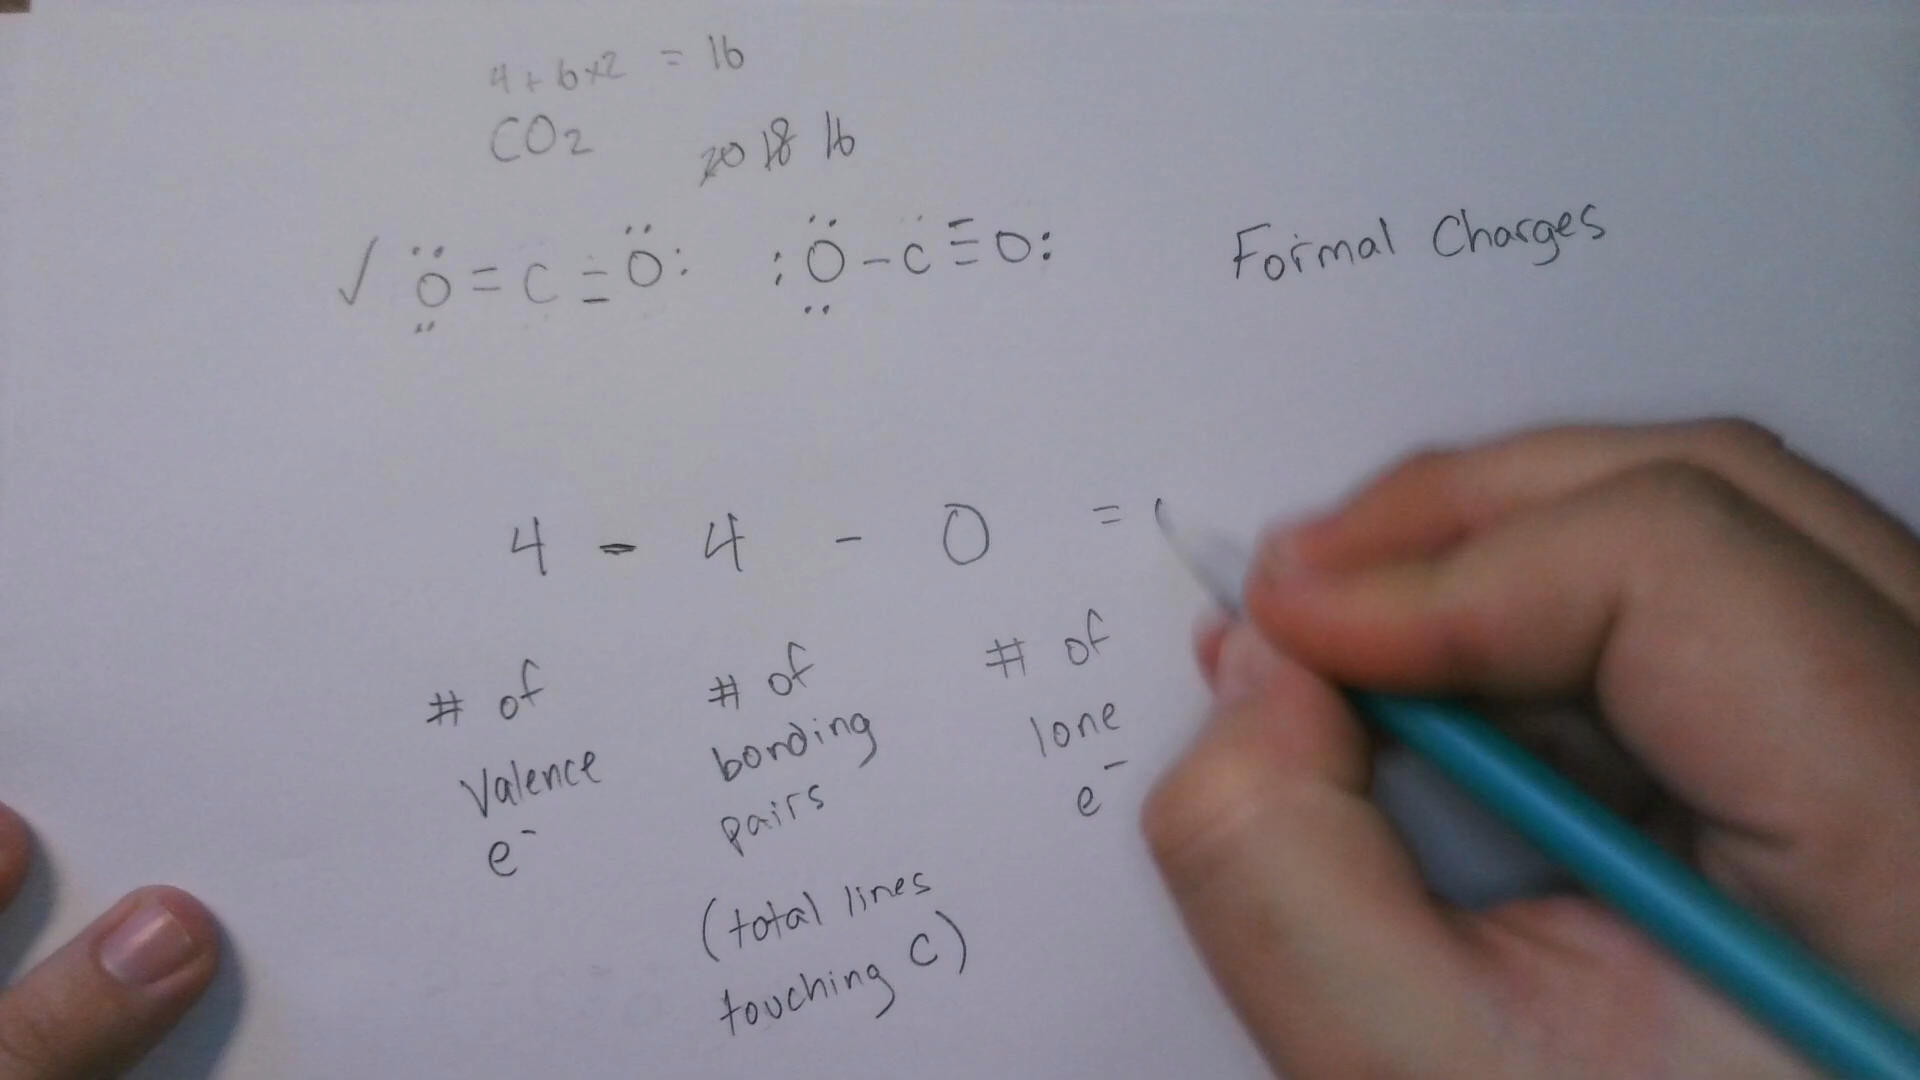 4 + 6x2 = 16
CO2 20 18 16
✓ Ö = C = Ö: :Ö - C ≡ O: Formal Charges
4 - 4 - 0 =
# of
valence
e⁻
# of
bonding
pairs
(total lines
touching C)
# of
lone
e⁻